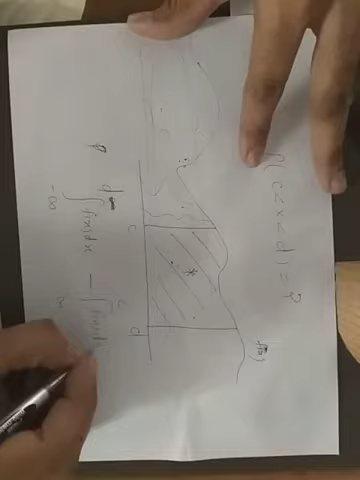 P(c<x<d) = ?
f(x)
*
c d
P
d ∫ f(x)dx − c ∫ f(x)dx
-∞